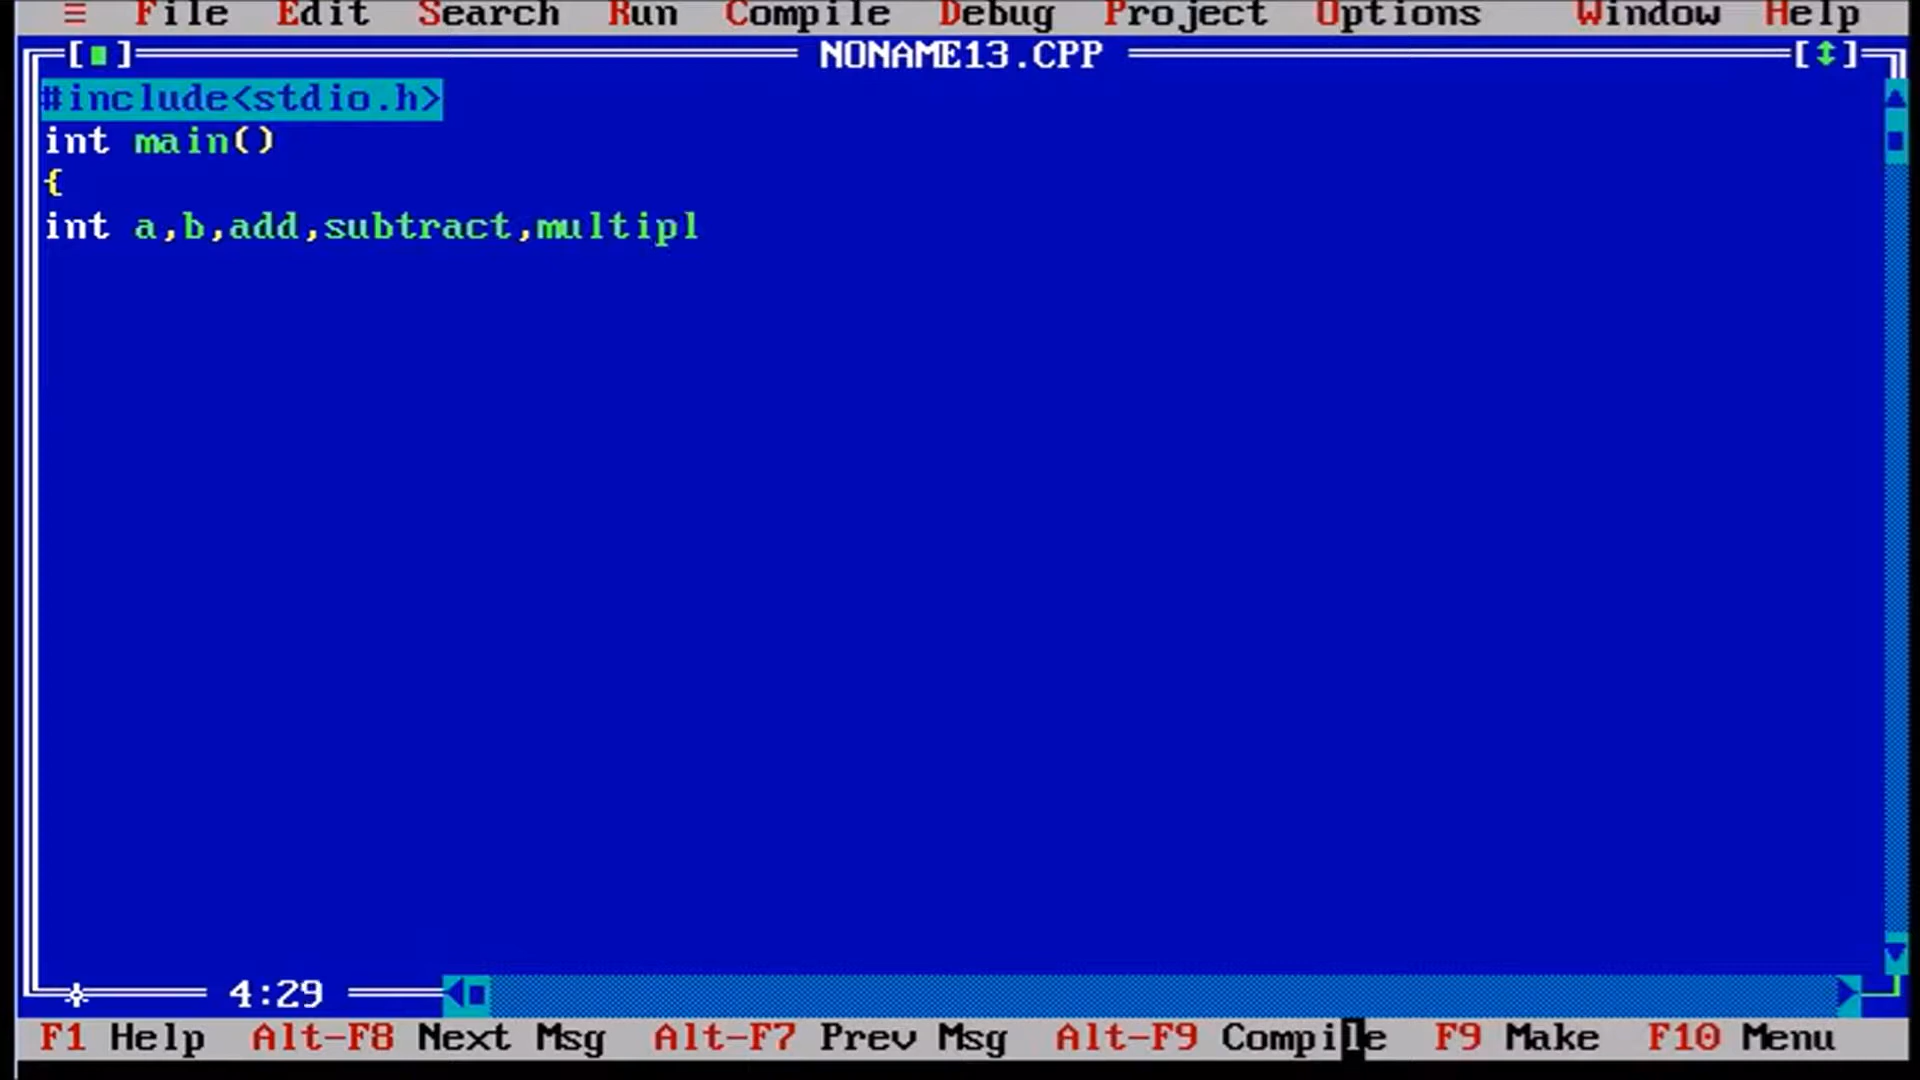 ≡ File Edit Search Run Compile Debug Project Options Window Help
[■] NONAME13.CPP [↕]
#include<stdio.h>
int main()
{
int a,b,add,subtract,multipl
4:29
F1 Help Alt-F8 Next Msg Alt-F7 Prev Msg Alt-F9 Compile F9 Make F10 Menu